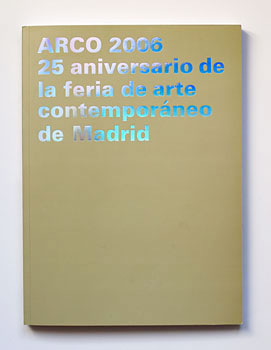 ARCO 2006
25 aniversario de
la feria de arte
contemporáneo
de Madrid